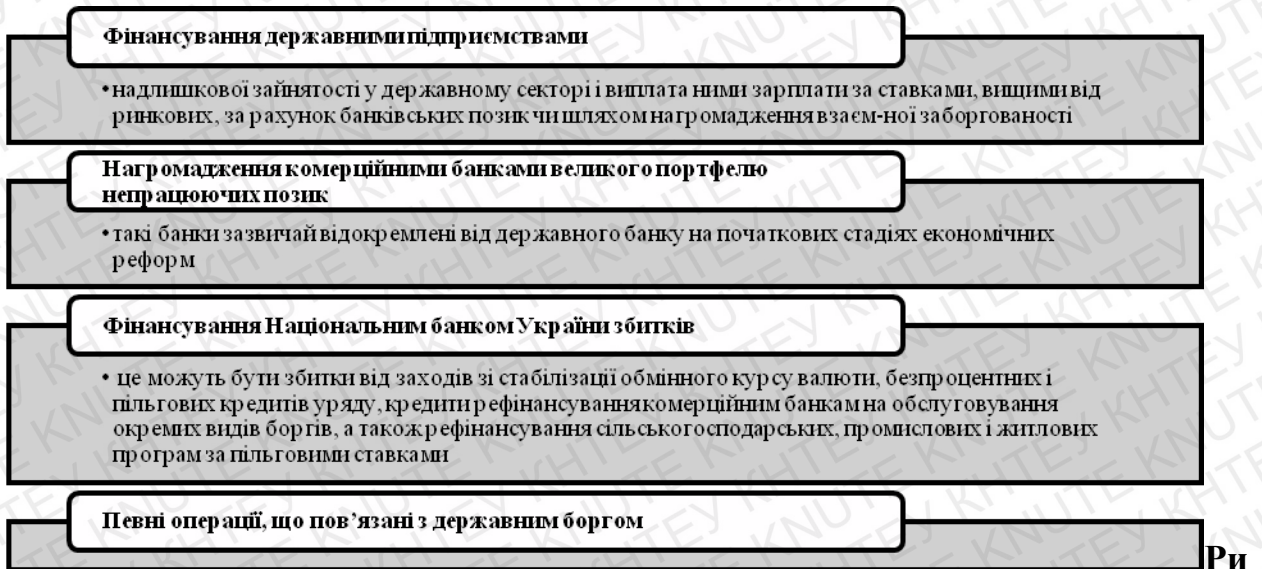 Фінансування державними підприємствами
•надлишкової зайнятості у державному секторі і виплата ними зарплати за ставками, вищими від
ринкових, за рахунок банківських позик чи шляхом нагромадження взаєм-ної заборгованості
Нагромадження комерційними банками великого портфелю
непрацюючих позик
•такі банки зазвичай відокремлені від державного банку на початкових стадіях економічних
реформ
Фінансування Національним банком України збитків
• це можуть бути збитки від заходів зі стабілізації обмінного курсу валюти, безпроцентних і
пільгових кредитів уряду, кредити рефінансування комерційним банкам на обслуговування
окремих видів боргів, а також рефінансування сільськогосподарських, промислових і житлових
програм за пільговими ставками
Певні операції, що пов’язані з державним боргом
Ри